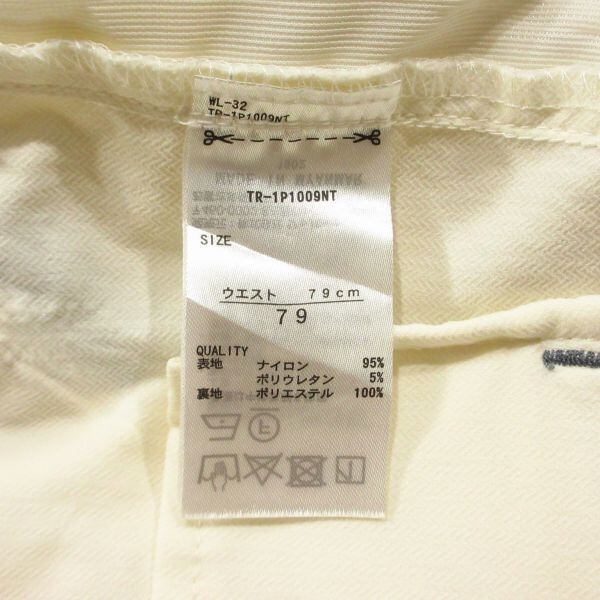 WL-32
TR-1P1009NT
TR-1P1009NT
SIZE
ウエスト 79cm
79
QUALITY
表地 ナイロン 95%
ポリウレタン 5%
裏地 ポリエステル 100%